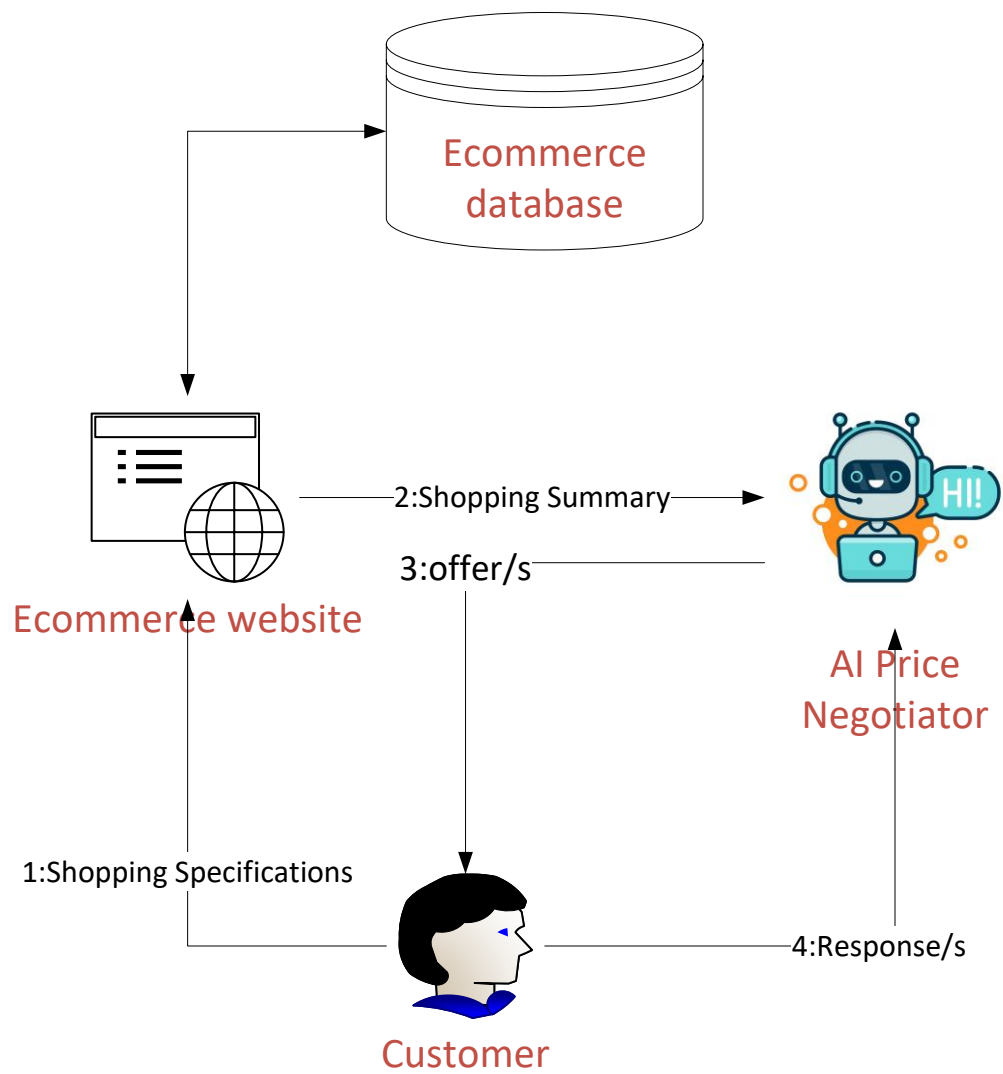 Ecommerce
database
2:Shopping Summary
HI!
3:offer/s
Ecommerce website
AI Price
Negotiator
1:Shopping Specifications
4:Response/s
Customer